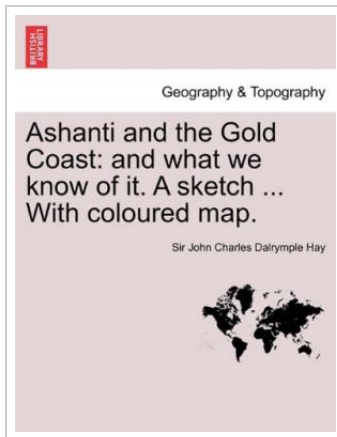 BRITISH
LIBRARY
Geography & Topography
Ashanti and the Gold
Coast: and what we
know of it. A sketch ...
With coloured map.
Sir John Charles Dalrymple Hay